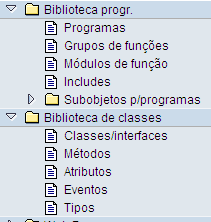 Biblioteca progr.
Programas
Grupos de funções
Módulos de função
Includes
Subobjetos p/programas
Biblioteca de classes
Classes/interfaces
Métodos
Atributos
Eventos
Tipos